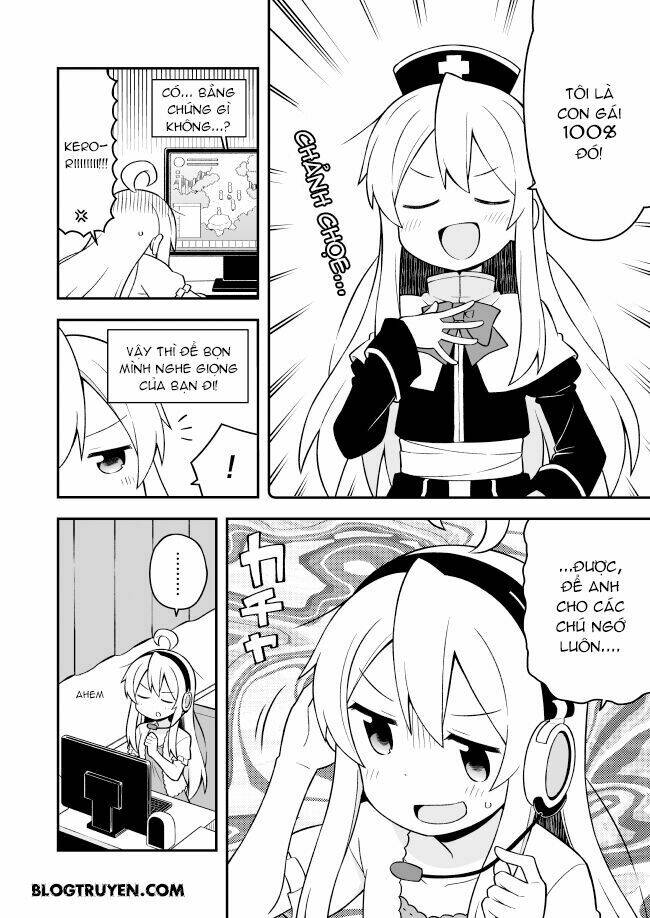 TÔI LÀ
CON GÁI
100%
ĐÓ!
CHẢNH CHỌE...
CÓ... BẰNG
CHỨNG GÌ
KHÔNG...?
KERO-
RI!!!!!!!!!
VẬY THÌ ĐỂ BỌN
MÌNH NGHE GIỌNG
CỦA BẠN ĐI!
!
...ĐƯỢC,
ĐỂ ANH
CHO CÁC
CHÚ NGỚ
LUÔN....
カチャ
........
AHEM
BLOGTRUYEN.COM